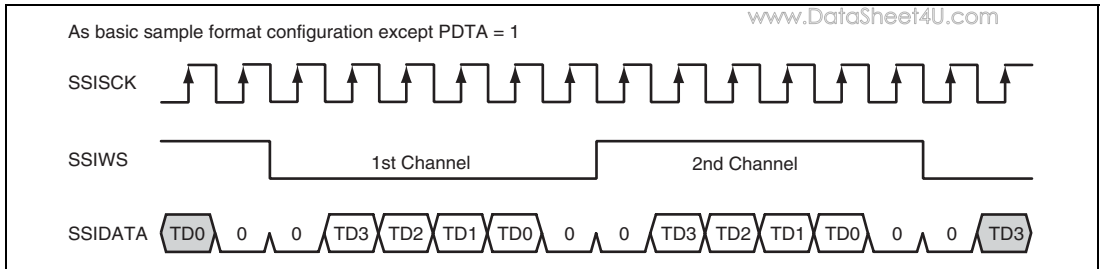 www.DataSheet4U.com
As basic sample format configuration except PDTA = 1
SSISCK
SSIWS 1st Channel 2nd Channel
SSIDATA TD0 0 0 TD3 TD2 TD1 TD0 0 0 TD3 TD2 TD1 TD0 0 0 TD3